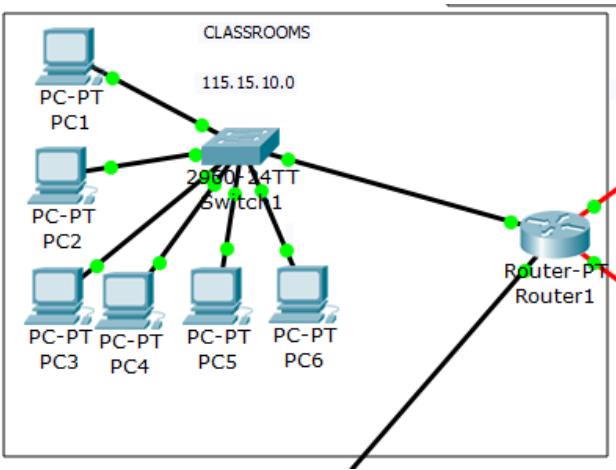 CLASSROOMS
115.15.10.0
PC-PT
PC1
2960-24TT
Switch1
PC-PT
PC2
Router-PT
Router1
PC-PT
PC3
PC-PT
PC4
PC-PT
PC5
PC-PT
PC6